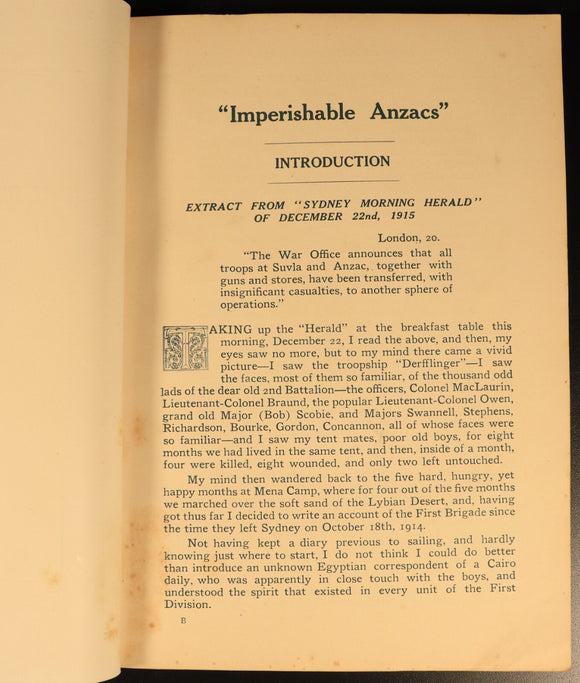 “Imperishable Anzacs”
INTRODUCTION
EXTRACT FROM “SYDNEY MORNING HERALD”
OF DECEMBER 22nd, 1915
London, 20.
“The War Office announces that all
troops at Suvla and Anzac, together with
guns and stores, have been transferred, with
insignificant casualties, to another sphere of
operations.”
TAKING up the “Herald” at the breakfast table this
morning, December 22, I read the above, and then, my
eyes saw no more, but to my mind there came a vivid
picture—I saw the troopship “Derfflinger”—I saw
the faces, most of them so familiar, of the thousand odd
lads of the dear old 2nd Battalion—the officers, Colonel MacLaurin,
Lieutenant-Colonel Braund, the popular Lieutenant-Colonel Owen,
grand old Major (Bob) Scobie, and Majors Swannell, Stephens,
Richardson, Bourke, Gordon, Concannon, all of whose faces were
so familiar—and I saw my tent mates, poor old boys, for eight
months we had lived in the same tent, and then, inside of a month,
four were killed, eight wounded, and only two left untouched.
My mind then wandered back to the five hard, hungry, yet
happy months at Mena Camp, where for four out of the five months
we marched over the soft sand of the Lybian Desert, and, having
got thus far I decided to write an account of the First Brigade since
the time they left Sydney on October 18th, 1914.
Not having kept a diary previous to sailing, and hardly
knowing just where to start, I do not think I could do better
than introduce an unknown Egyptian correspondent of a Cairo
daily, who was apparently in close touch with the boys, and
understood the spirit that existed in every unit of the First
Division.
B